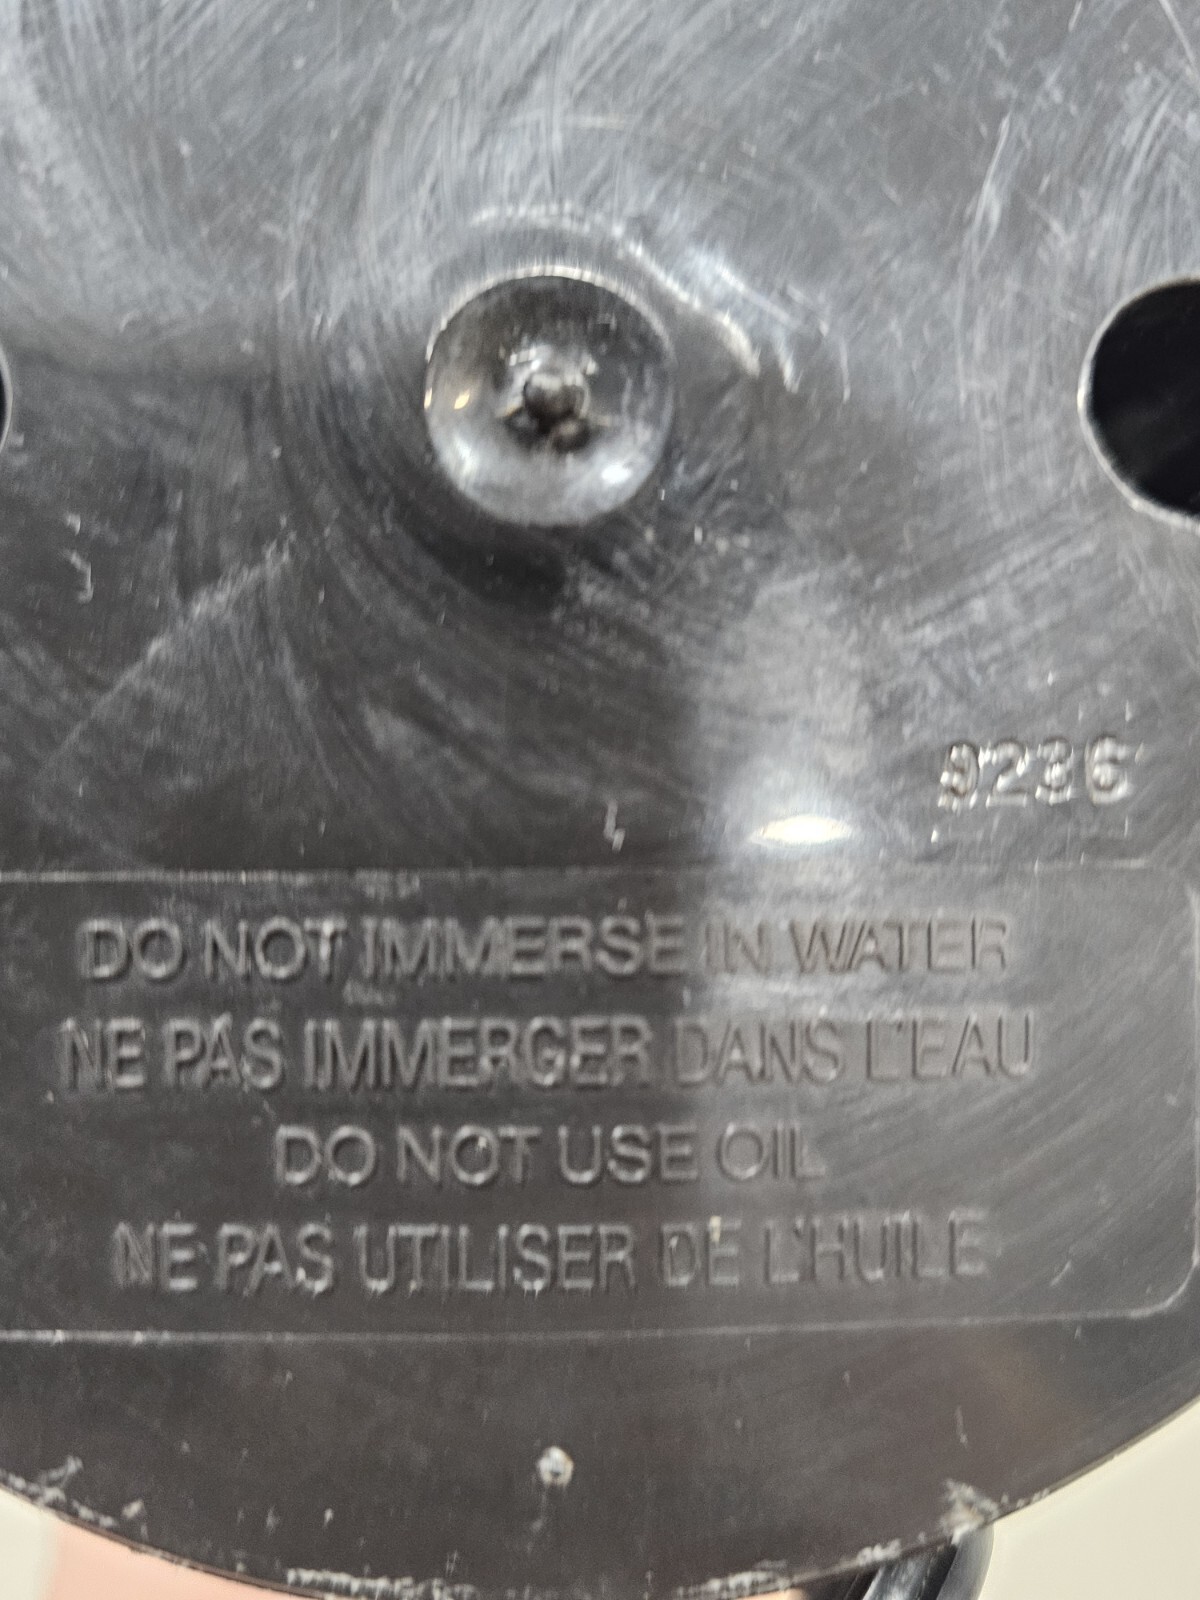 9236
DO NOT IMMERSE IN WATER
NE PAS IMMERGER DANS L'EAU
DO NOT USE OIL
NE PAS UTILISER DE L'HUILE